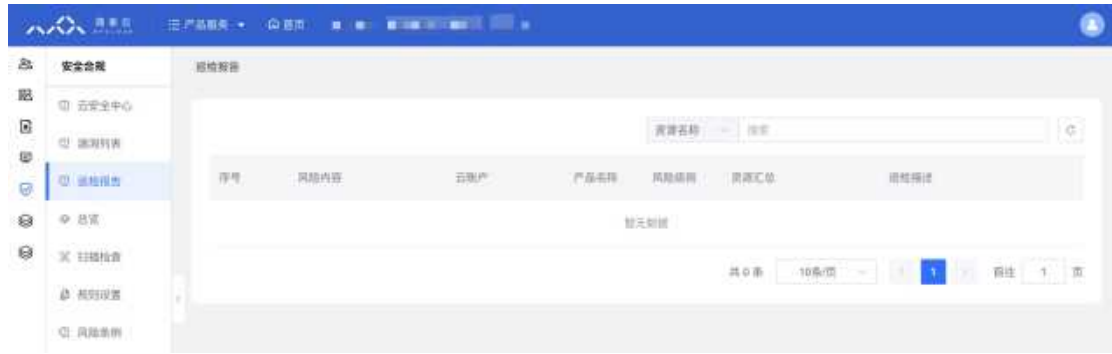 产品服务 首页
安全合规
云安全中心
漏洞列表
巡检报告
总览
扫描检查
规则设置
风险条例
巡检报告
资源名称 搜索
序号 风险内容 云账户 产品名称 风险级别 资源汇总 巡检描述
暂无数据
共 0 条 10条/页 1 前往 1 页